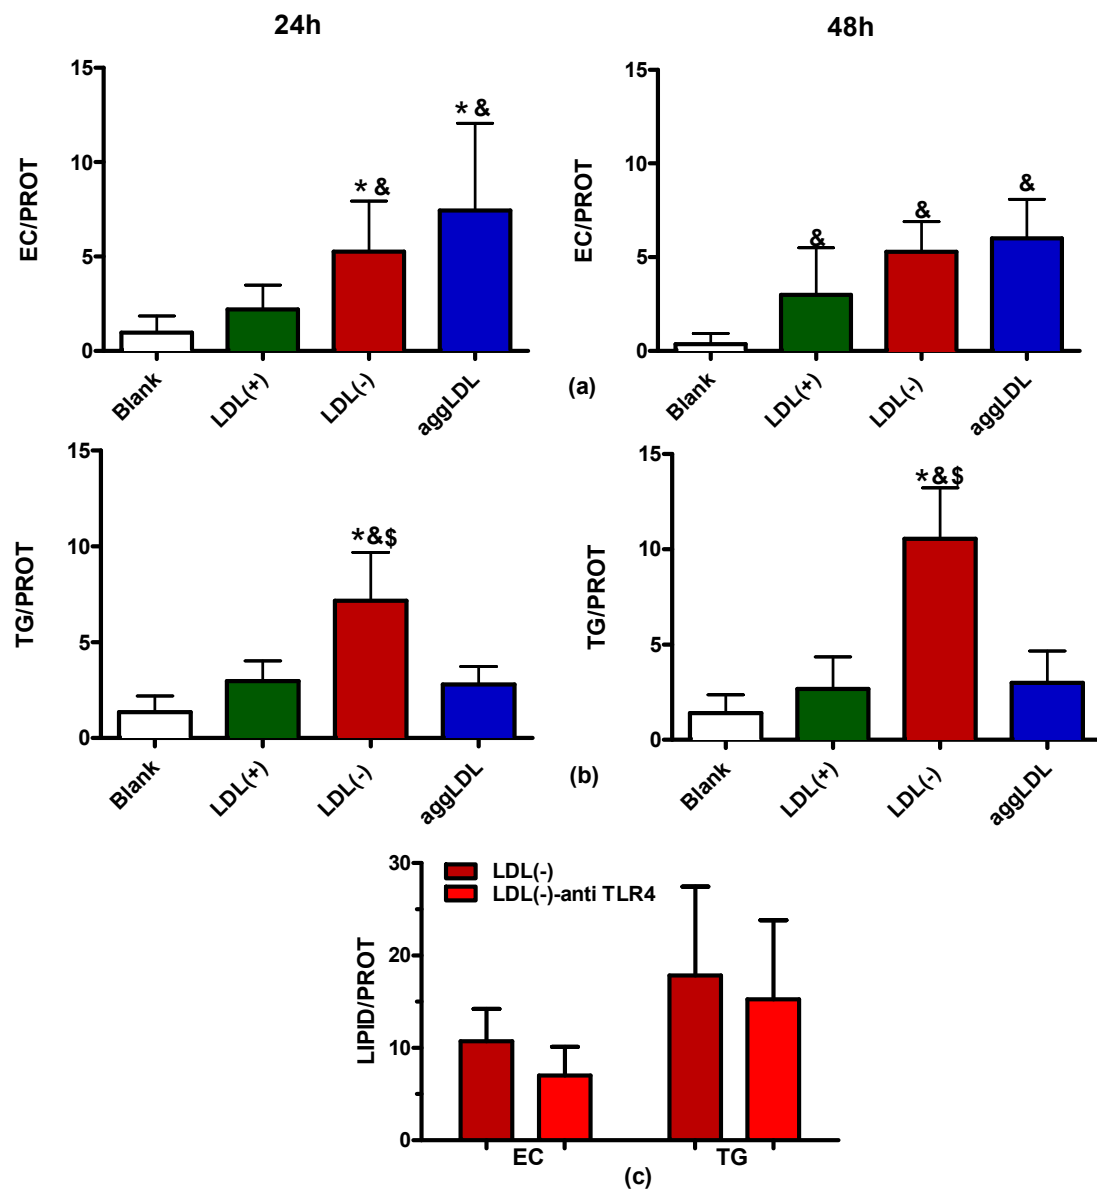 24h
48h
15
10
5
0
EC/PROT
* &
* &
Blank
LDL(+)
LDL(-)
aggLDL
15
10
5
0
EC/PROT
&
&
&
Blank
LDL(+)
LDL(-)
aggLDL
(a)
15
10
5
0
TG/PROT
*&$
Blank
LDL(+)
LDL(-)
aggLDL
15
10
5
0
TG/PROT
*&$
Blank
LDL(+)
LDL(-)
aggLDL
(b)
30
20
10
0
LIPID/PROT
LDL(-)
LDL(-)-anti TLR4
EC
TG
(c)